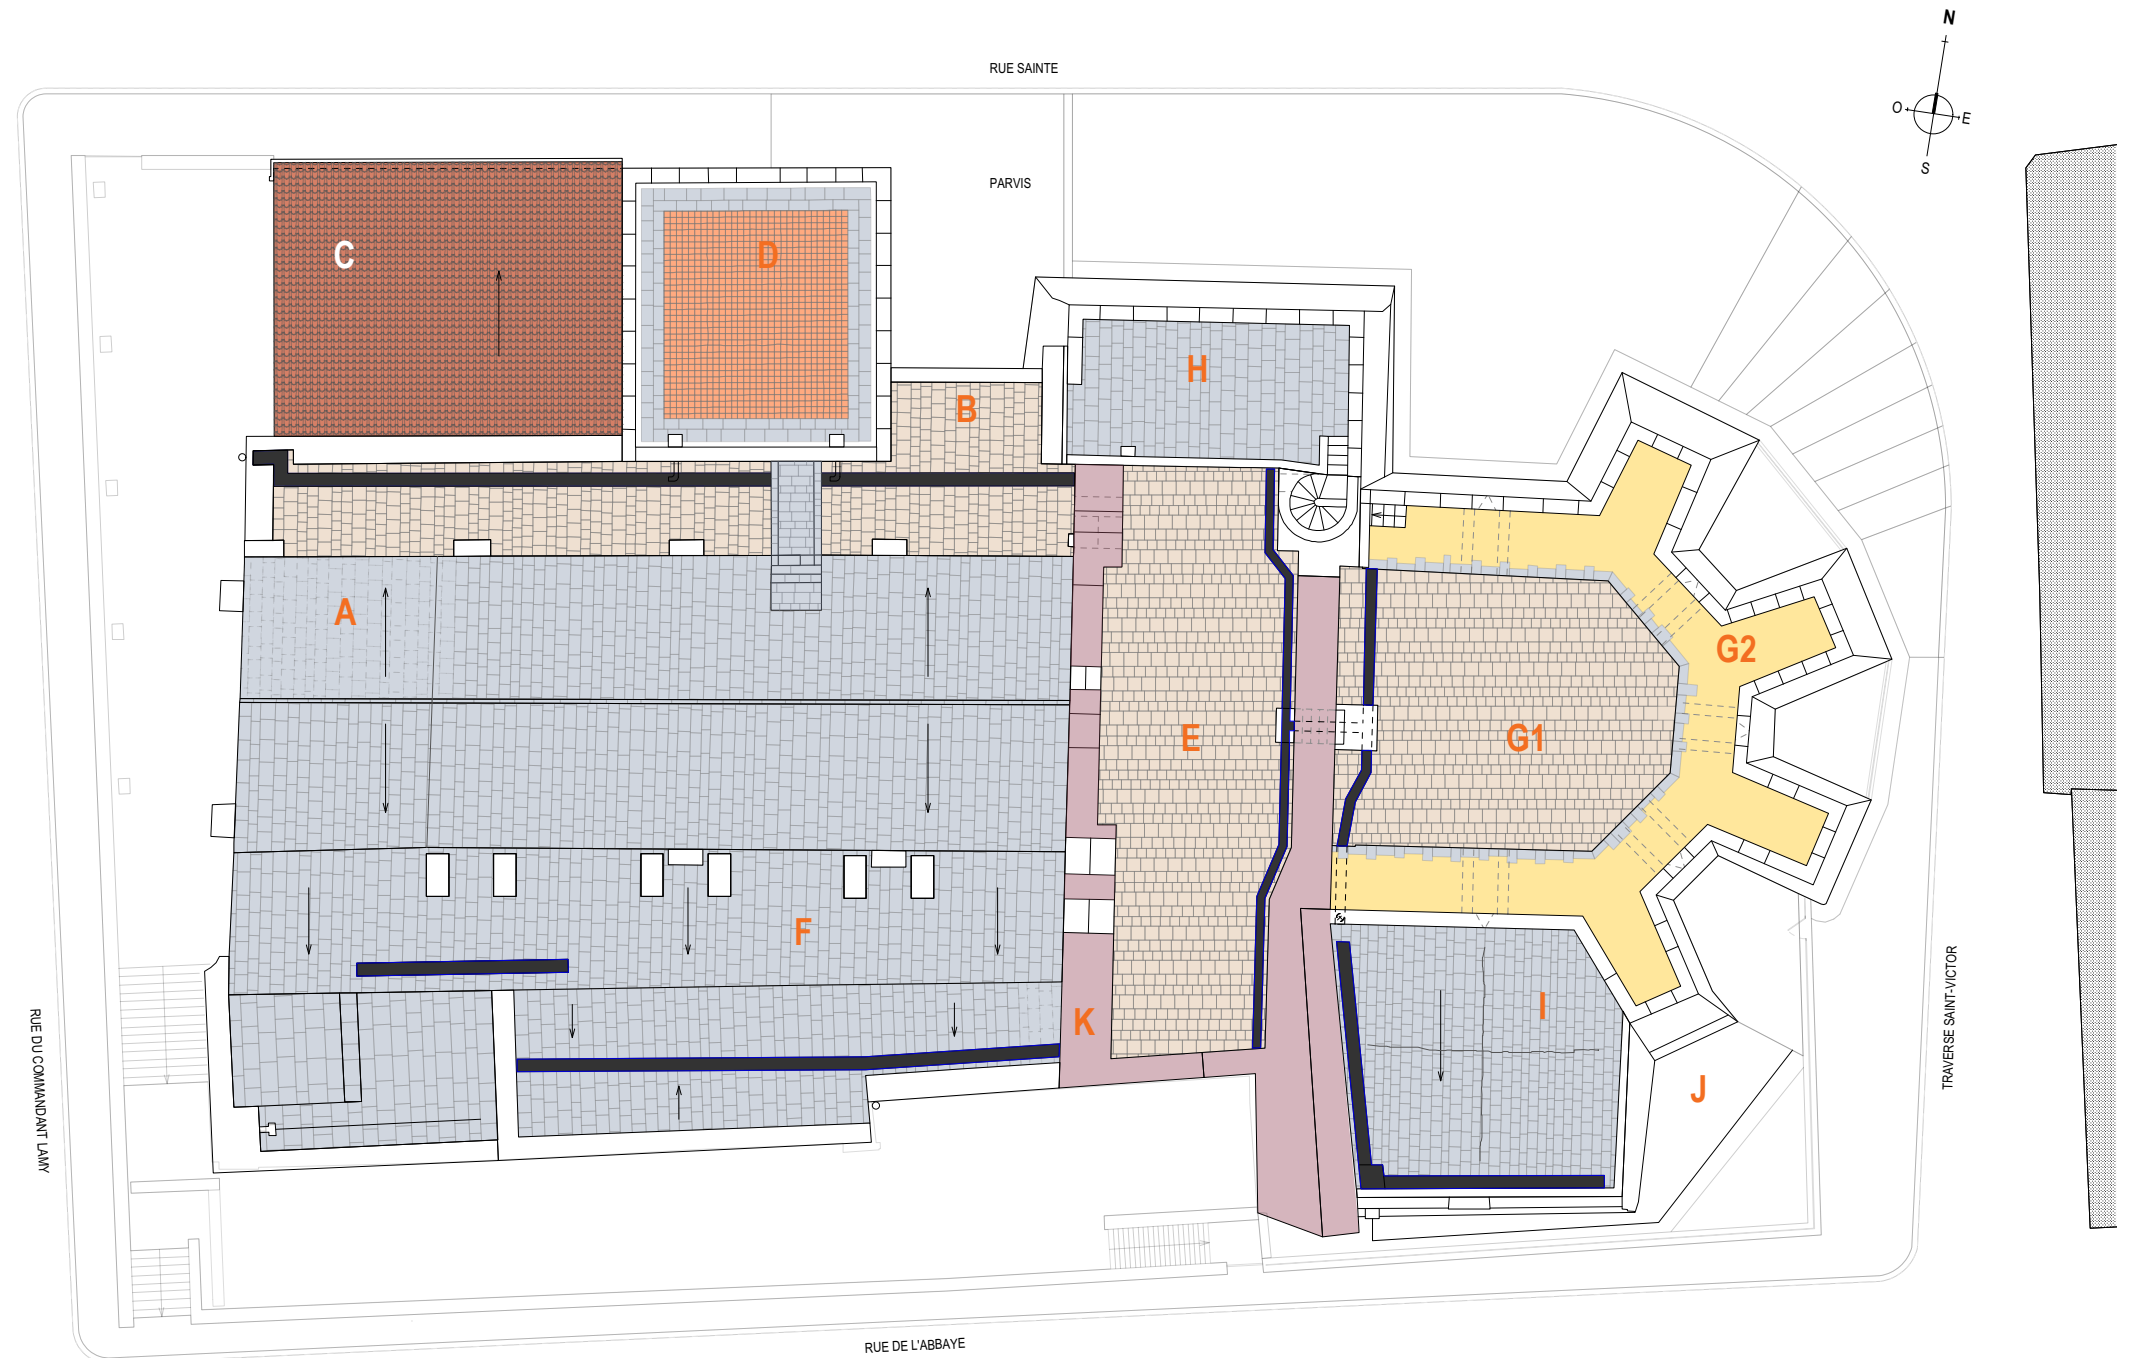 N
RUE SAINTE
O
E
S
PARVIS
C
D
H
B
A
G2
E
G1
F
I
K
J
RUE DU COMMANDANT LAMY
TRAVERSE SAINT-VICTOR
RUE DE L'ABBAYE